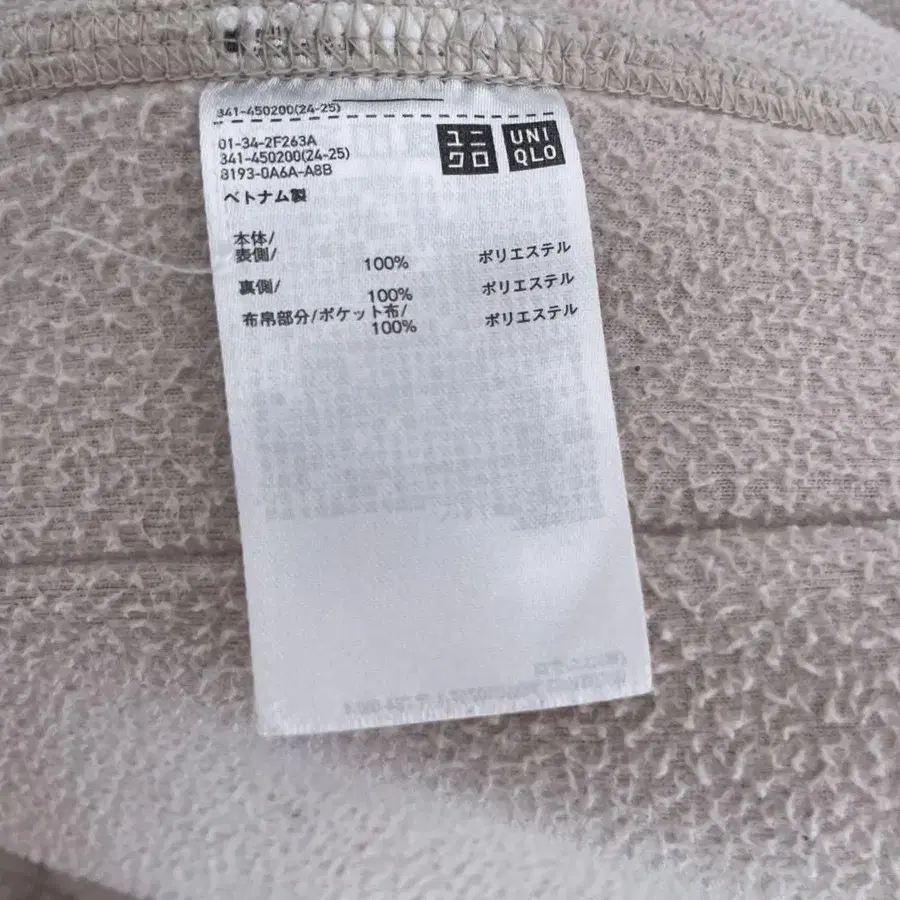 341-450200(24-25)
01-34-2F263A
341-450200(24-25)
8193-0A6A-A8B
ユニ
クロ
UNI
QLO
ベトナム製
本体/
表側/
100% ポリエステル
裏側/
100% ポリエステル
布帛部分/ポケット布/
100% ポリエステル